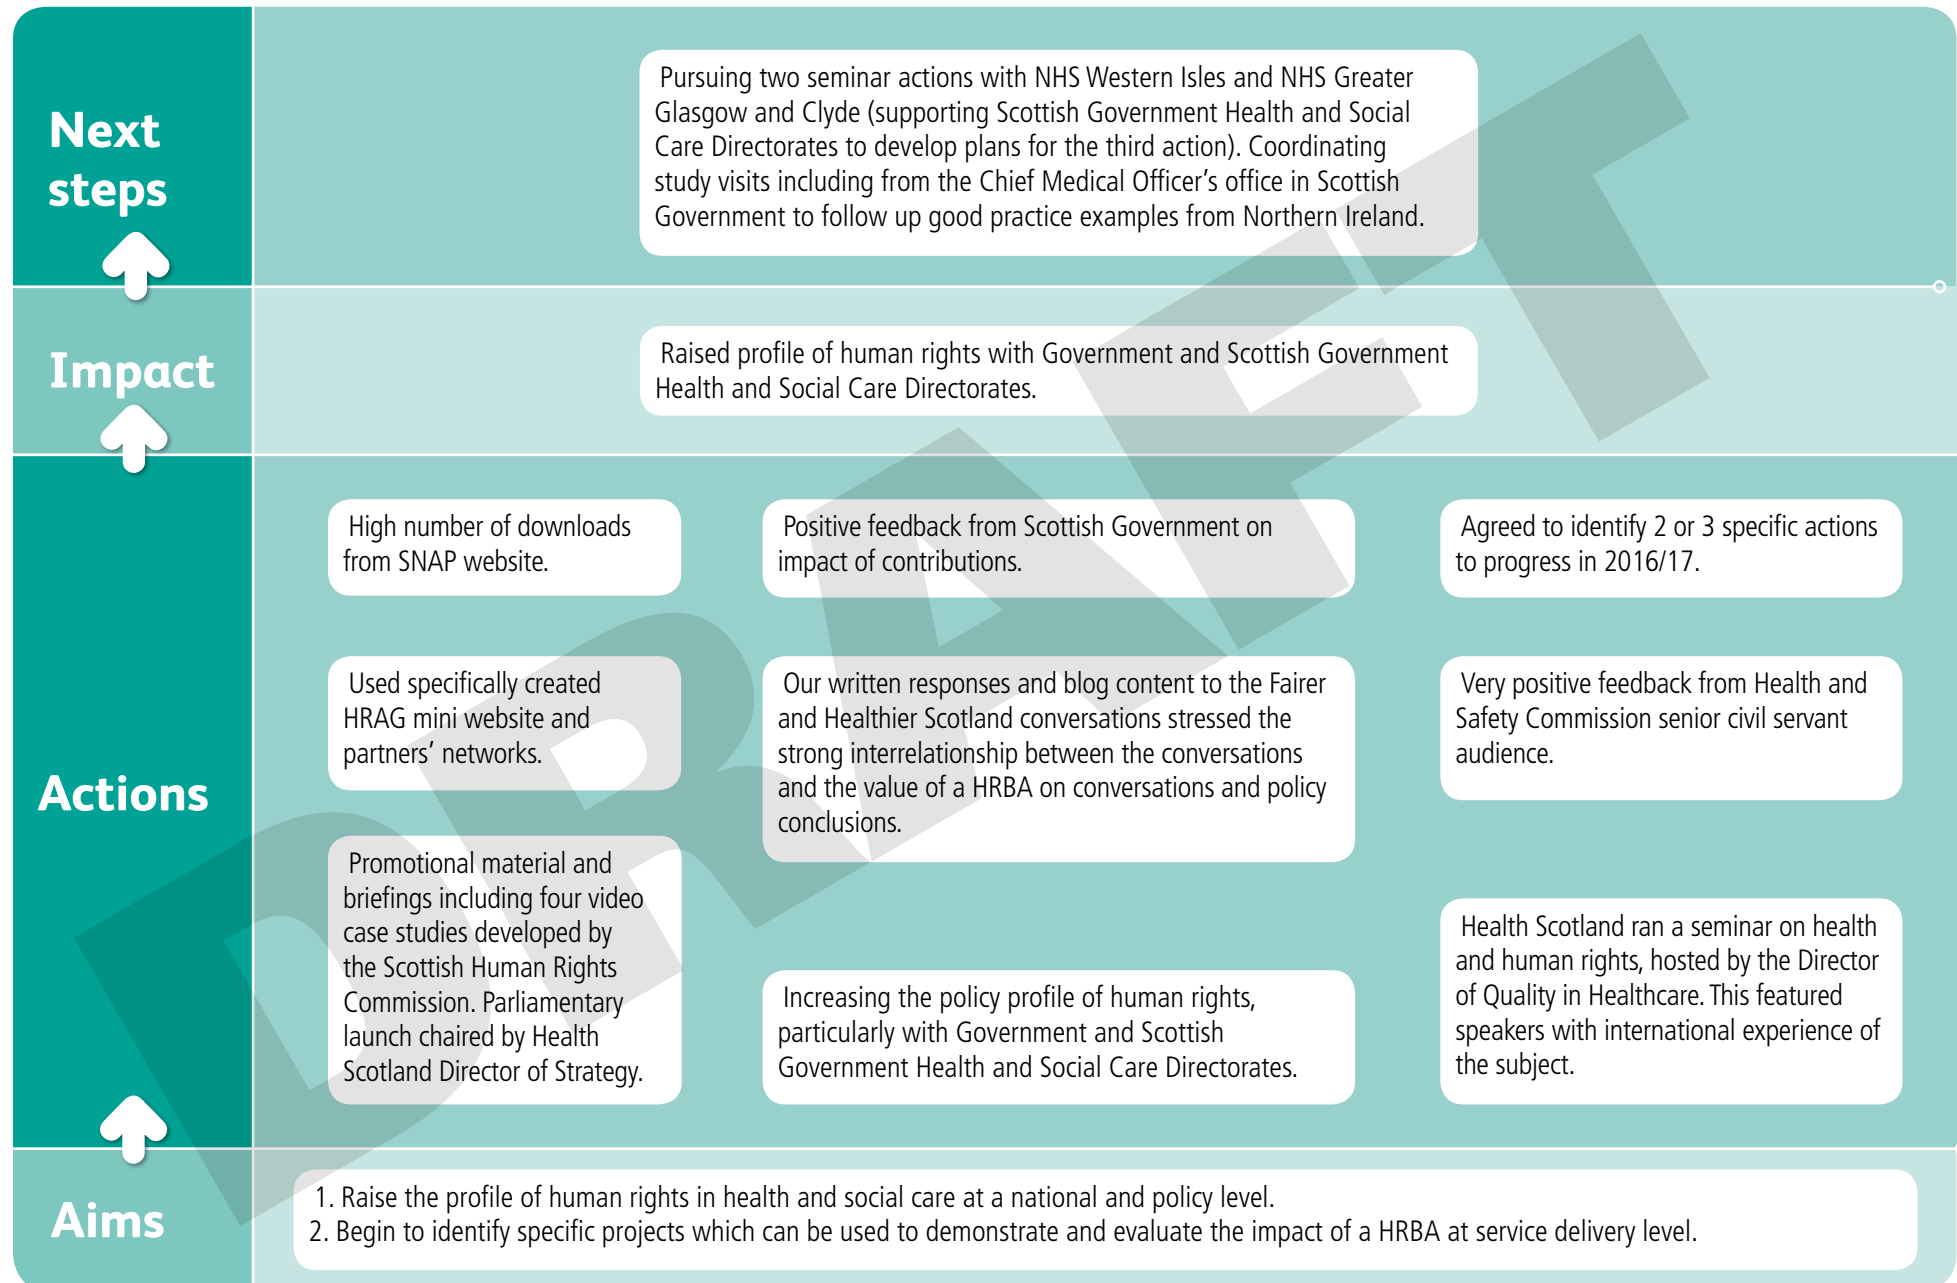 Next
steps
Pursuing two seminar actions with NHS Western Isles and NHS Greater
Glasgow and Clyde (supporting Scottish Government Health and Social
Care Directorates to develop plans for the third action). Coordinating
study visits including from the Chief Medical Officer’s office in Scottish
Government to follow up good practice examples from Northern Ireland.
Impact
Raised profile of human rights with Government and Scottish Government
Health and Social Care Directorates.
Actions
High number of downloads
from SNAP website.
Used specifically created
HRAG mini website and
partners’ networks.
Promotional material and
briefings including four video
case studies developed by
the Scottish Human Rights
Commission. Parliamentary
launch chaired by Health
Scotland Director of Strategy.
Positive feedback from Scottish Government on
impact of contributions.
Our written responses and blog content to the Fairer
and Healthier Scotland conversations stressed the
strong interrelationship between the conversations
and the value of a HRBA on conversations and policy
conclusions.
Increasing the policy profile of human rights,
particularly with Government and Scottish
Government Health and Social Care Directorates.
Agreed to identify 2 or 3 specific actions
to progress in 2016/17.
Very positive feedback from Health and
Safety Commission senior civil servant
audience.
Health Scotland ran a seminar on health
and human rights, hosted by the Director
of Quality in Healthcare. This featured
speakers with international experience of
the subject.
Aims
1. Raise the profile of human rights in health and social care at a national and policy level.
2. Begin to identify specific projects which can be used to demonstrate and evaluate the impact of a HRBA at service delivery level.
DRAFT